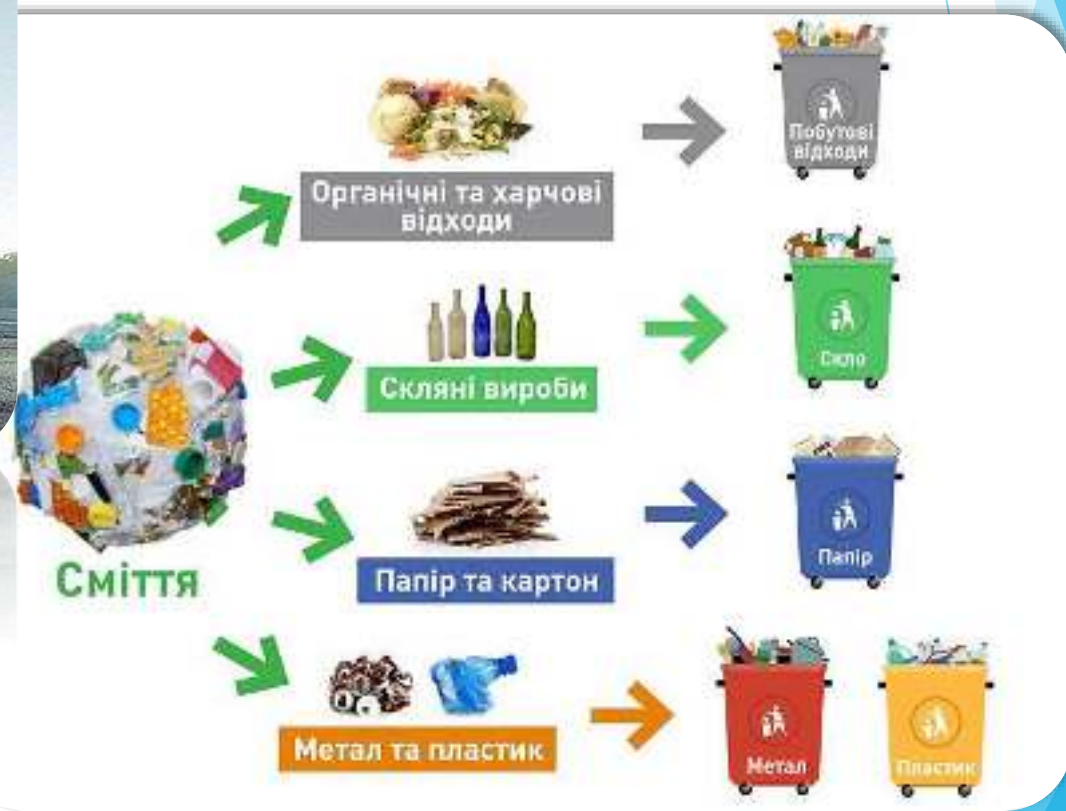 Побутові
відходи
Органічні та харчові
відходи
Скляні вироби
Скло
Сміття
Папір та картон
Папір
Метал та пластик
Метал
Пластик